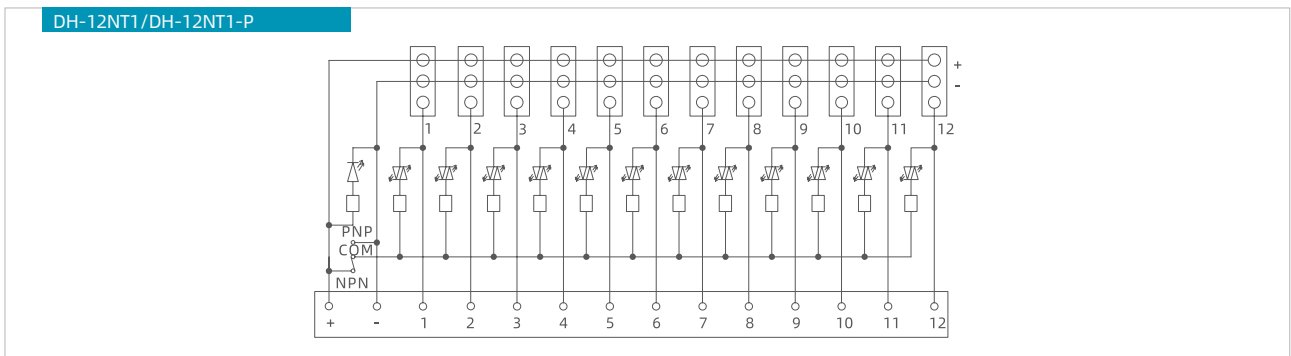 DH-12NT1/DH-12NT1-P
+
-
1 2 3 4 5 6 7 8 9 10 11 12
PNP
COM
NPN
+ - 1 2 3 4 5 6 7 8 9 10 11 12